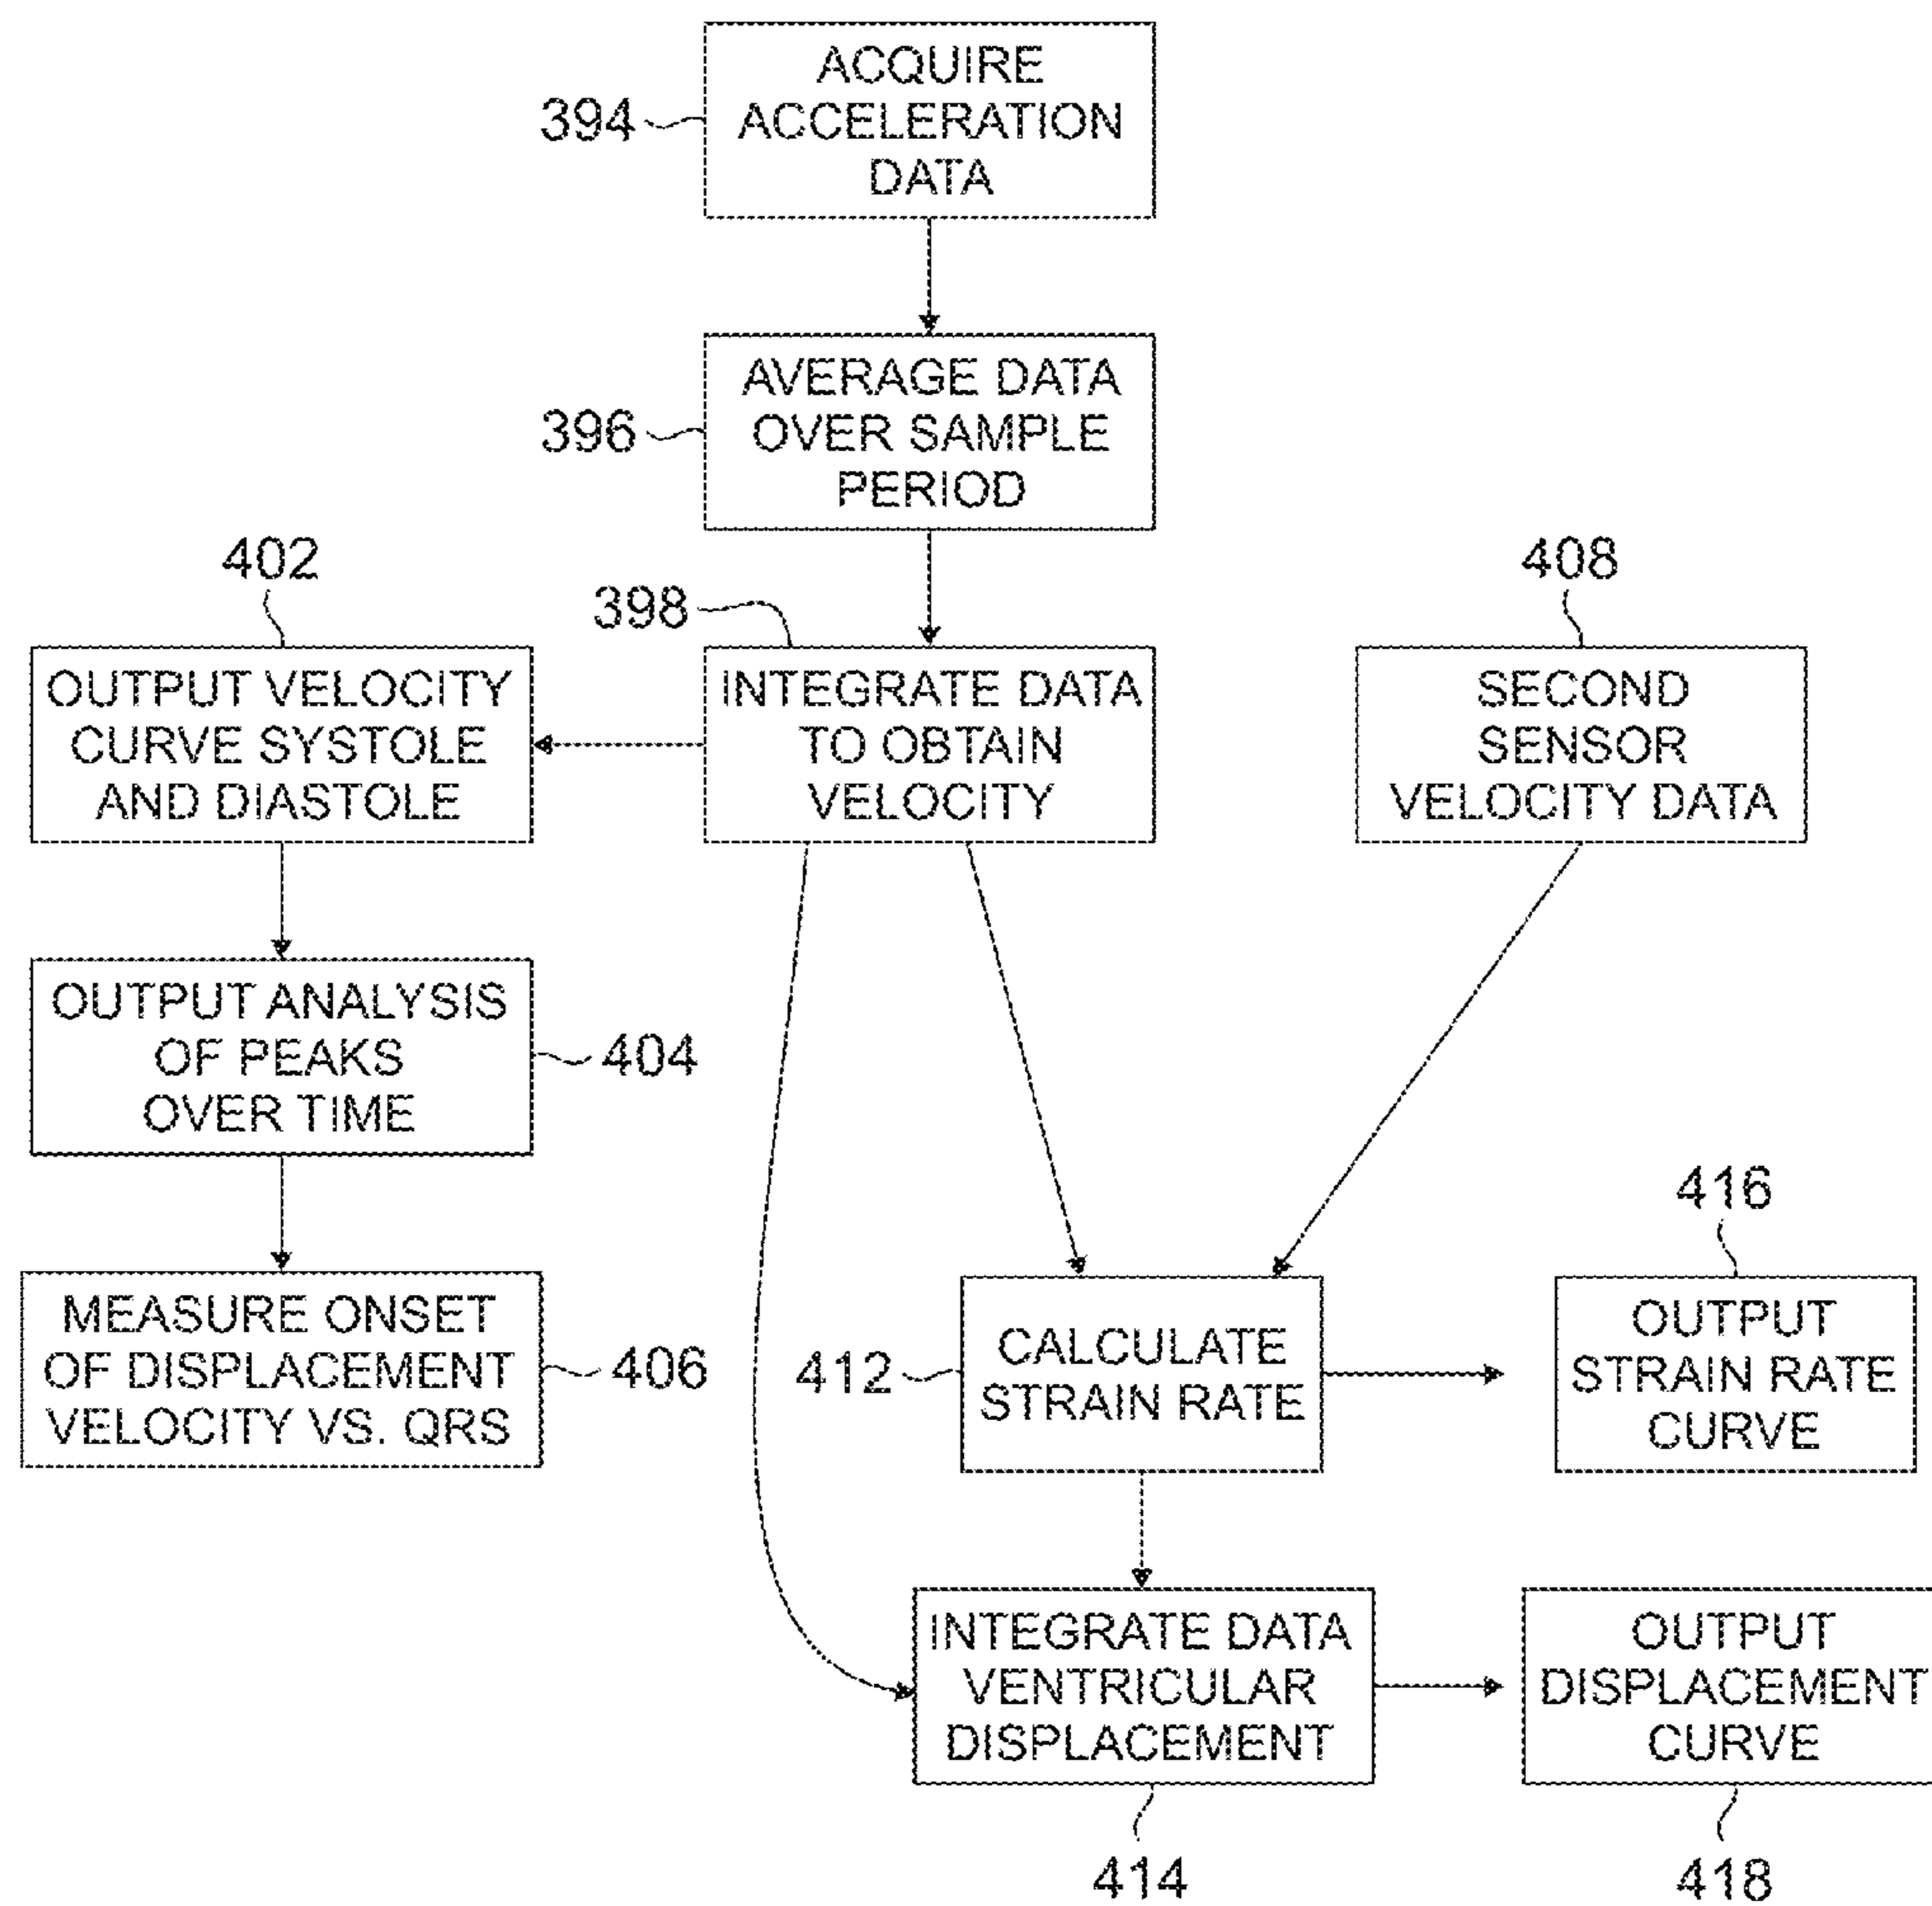 ACQUIRE
ACCELERATION
DATA
394
AVERAGE DATA
OVER SAMPLE
PERIOD
396
402
398
408
OUTPUT VELOCITY
CURVE SYSTOLE
AND DIASTOLE
INTEGRATE DATA
TO OBTAIN
VELOCITY
SECOND
SENSOR
VELOCITY DATA
OUTPUT ANALYSIS
OF PEAKS
OVER TIME
404
MEASURE ONSET
OF DISPLACEMENT
VELOCITY VS. QRS
406
412
CALCULATE
STRAIN RATE
416
OUTPUT
STRAIN RATE
CURVE
INTEGRATE DATA
VENTRICULAR
DISPLACEMENT
414
OUTPUT
DISPLACEMENT
CURVE
418